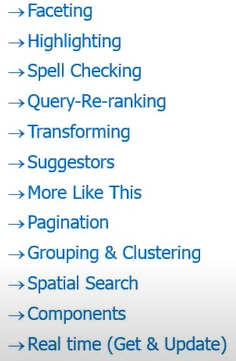 →Faceting
→Highlighting
→Spell Checking
→Query-Re-ranking
→Transforming
→Suggestors
→More Like This
→Pagination
→Grouping & Clustering
→Spatial Search
→Components
→Real time (Get & Update)